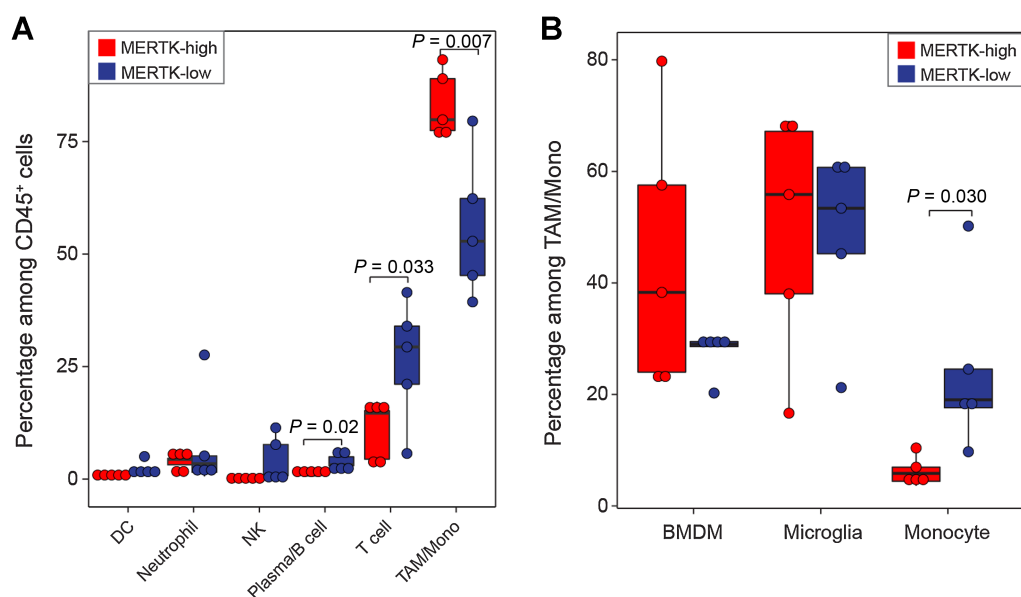 A
MERTK-high
MERTK-low
P = 0.007
P = 0.033
P = 0.02
Percentage among CD45⁺ cells
75
50
25
0
DC
Neutrophil
NK
Plasma/B cell
T cell
TAM/Mono
B
MERTK-high
MERTK-low
P = 0.030
Percentage among TAM/Mono
80
60
40
20
0
BMDM
Microglia
Monocyte